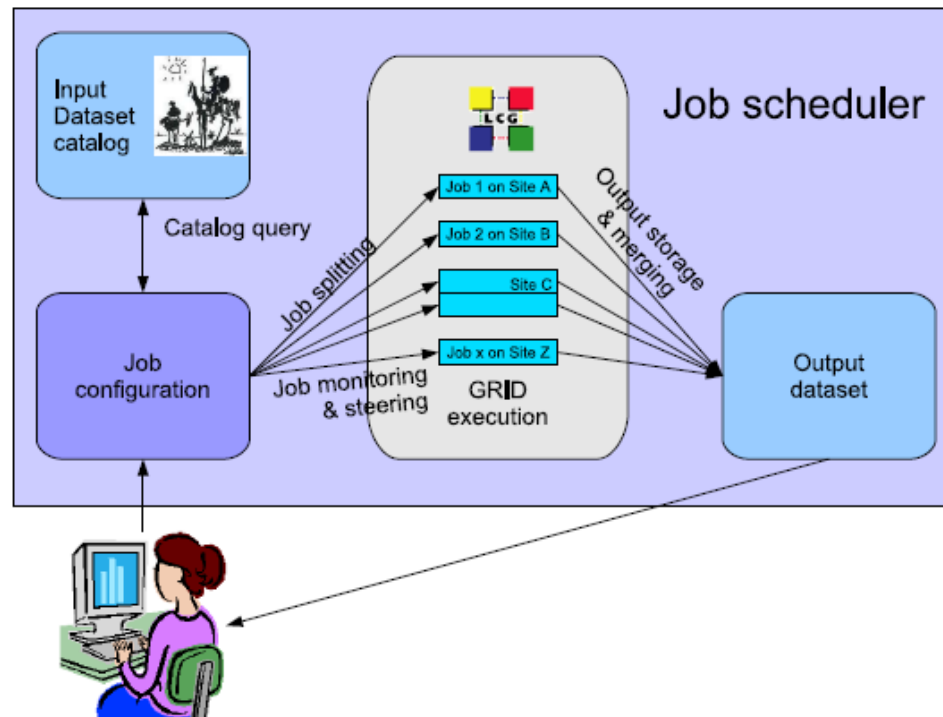 Input
Dataset
catalog
Job scheduler
LCG
Catalog query
Job splitting
Job 1 on Site A
Job 2 on Site B
Site C
Job x on Site Z
Output storage
& merging
Job
configuration
Job monitoring
& steering
GRID
execution
Output
dataset